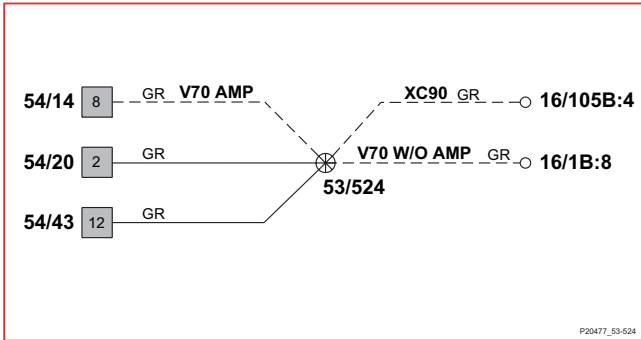 54/14 8 GR V70 AMP XC90 GR 16/105B:4
54/20 2 GR V70 W/O AMP GR 16/1B:8
53/524
54/43 12 GR
P20477_53-524